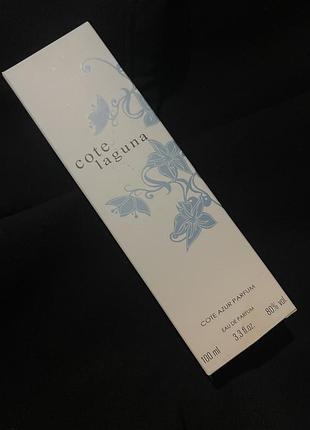 cote
laguna
COTE AZUR PARFUM
EAU DE PARFUM
100 ml 3.3 fl.oz. 80% vol.